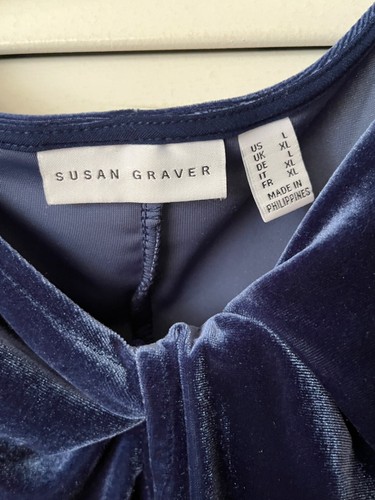 SUSAN GRAVER
US L
UK XL
DE L
IT XL
FR XL
MADE IN
PHILIPPINES